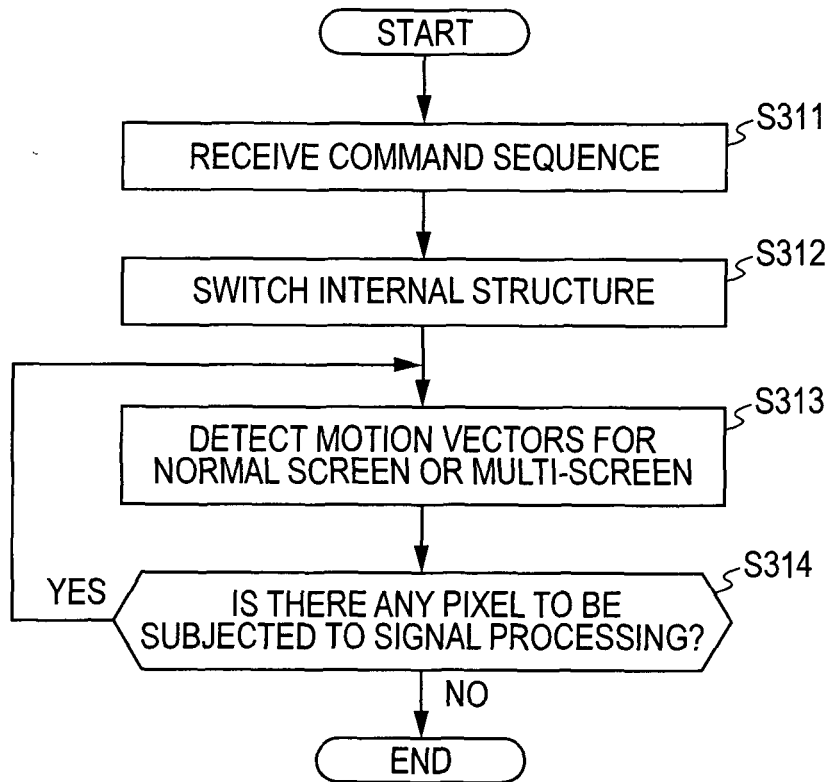 START
S311
RECEIVE COMMAND SEQUENCE
S312
SWITCH INTERNAL STRUCTURE
S313
DETECT MOTION VECTORS FOR
NORMAL SCREEN OR MULTI-SCREEN
S314
YES
IS THERE ANY PIXEL TO BE
SUBJECTED TO SIGNAL PROCESSING?
NO
END